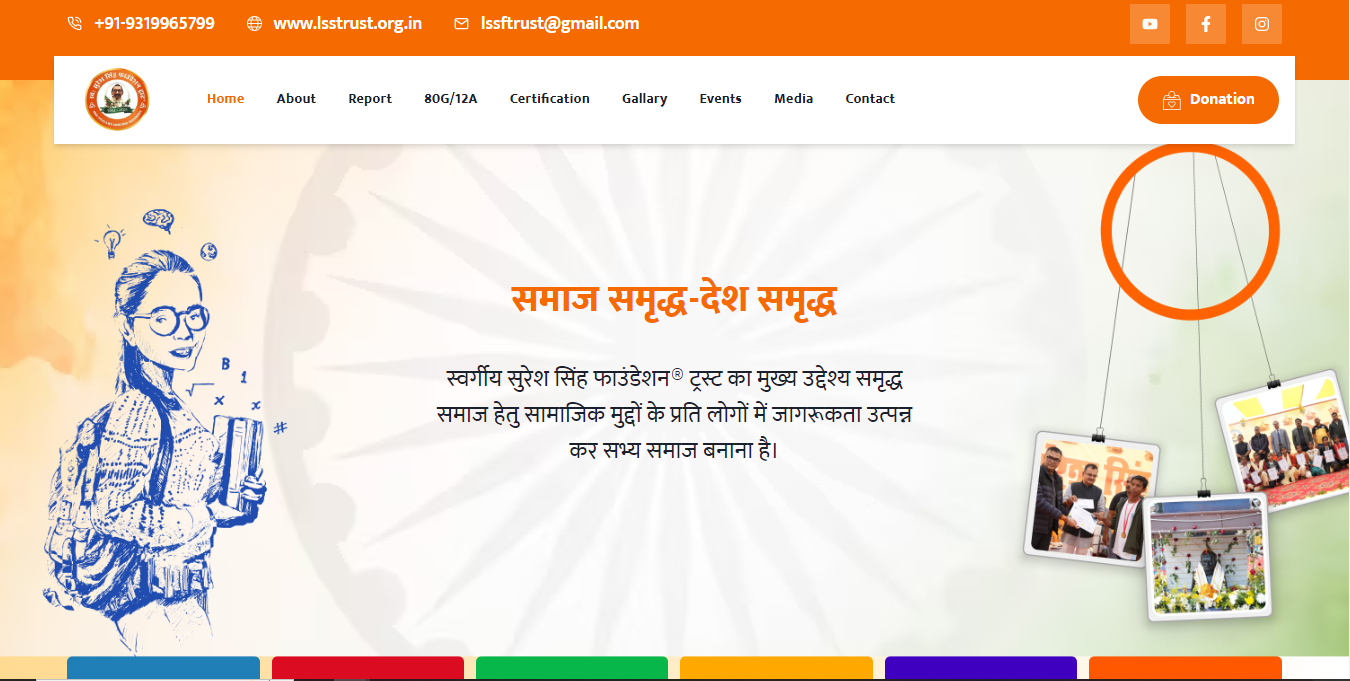 +91-9319965799
www.lsstrust.org.in
lssftrust@gmail.com
Home
About
Report
80G/12A
Certification
Gallary
Events
Media
Contact
Donation
समाज समृद्ध-देश समृद्ध
स्वर्गीय सुरेश सिंह फाउंडेशन® ट्रस्ट का मुख्य उद्देश्य समृद्ध
समाज हेतु सामाजिक मुद्दों के प्रति लोगों में जागरूकता उत्पन्न
कर सभ्य समाज बनाना है।
B
1
x
x
#